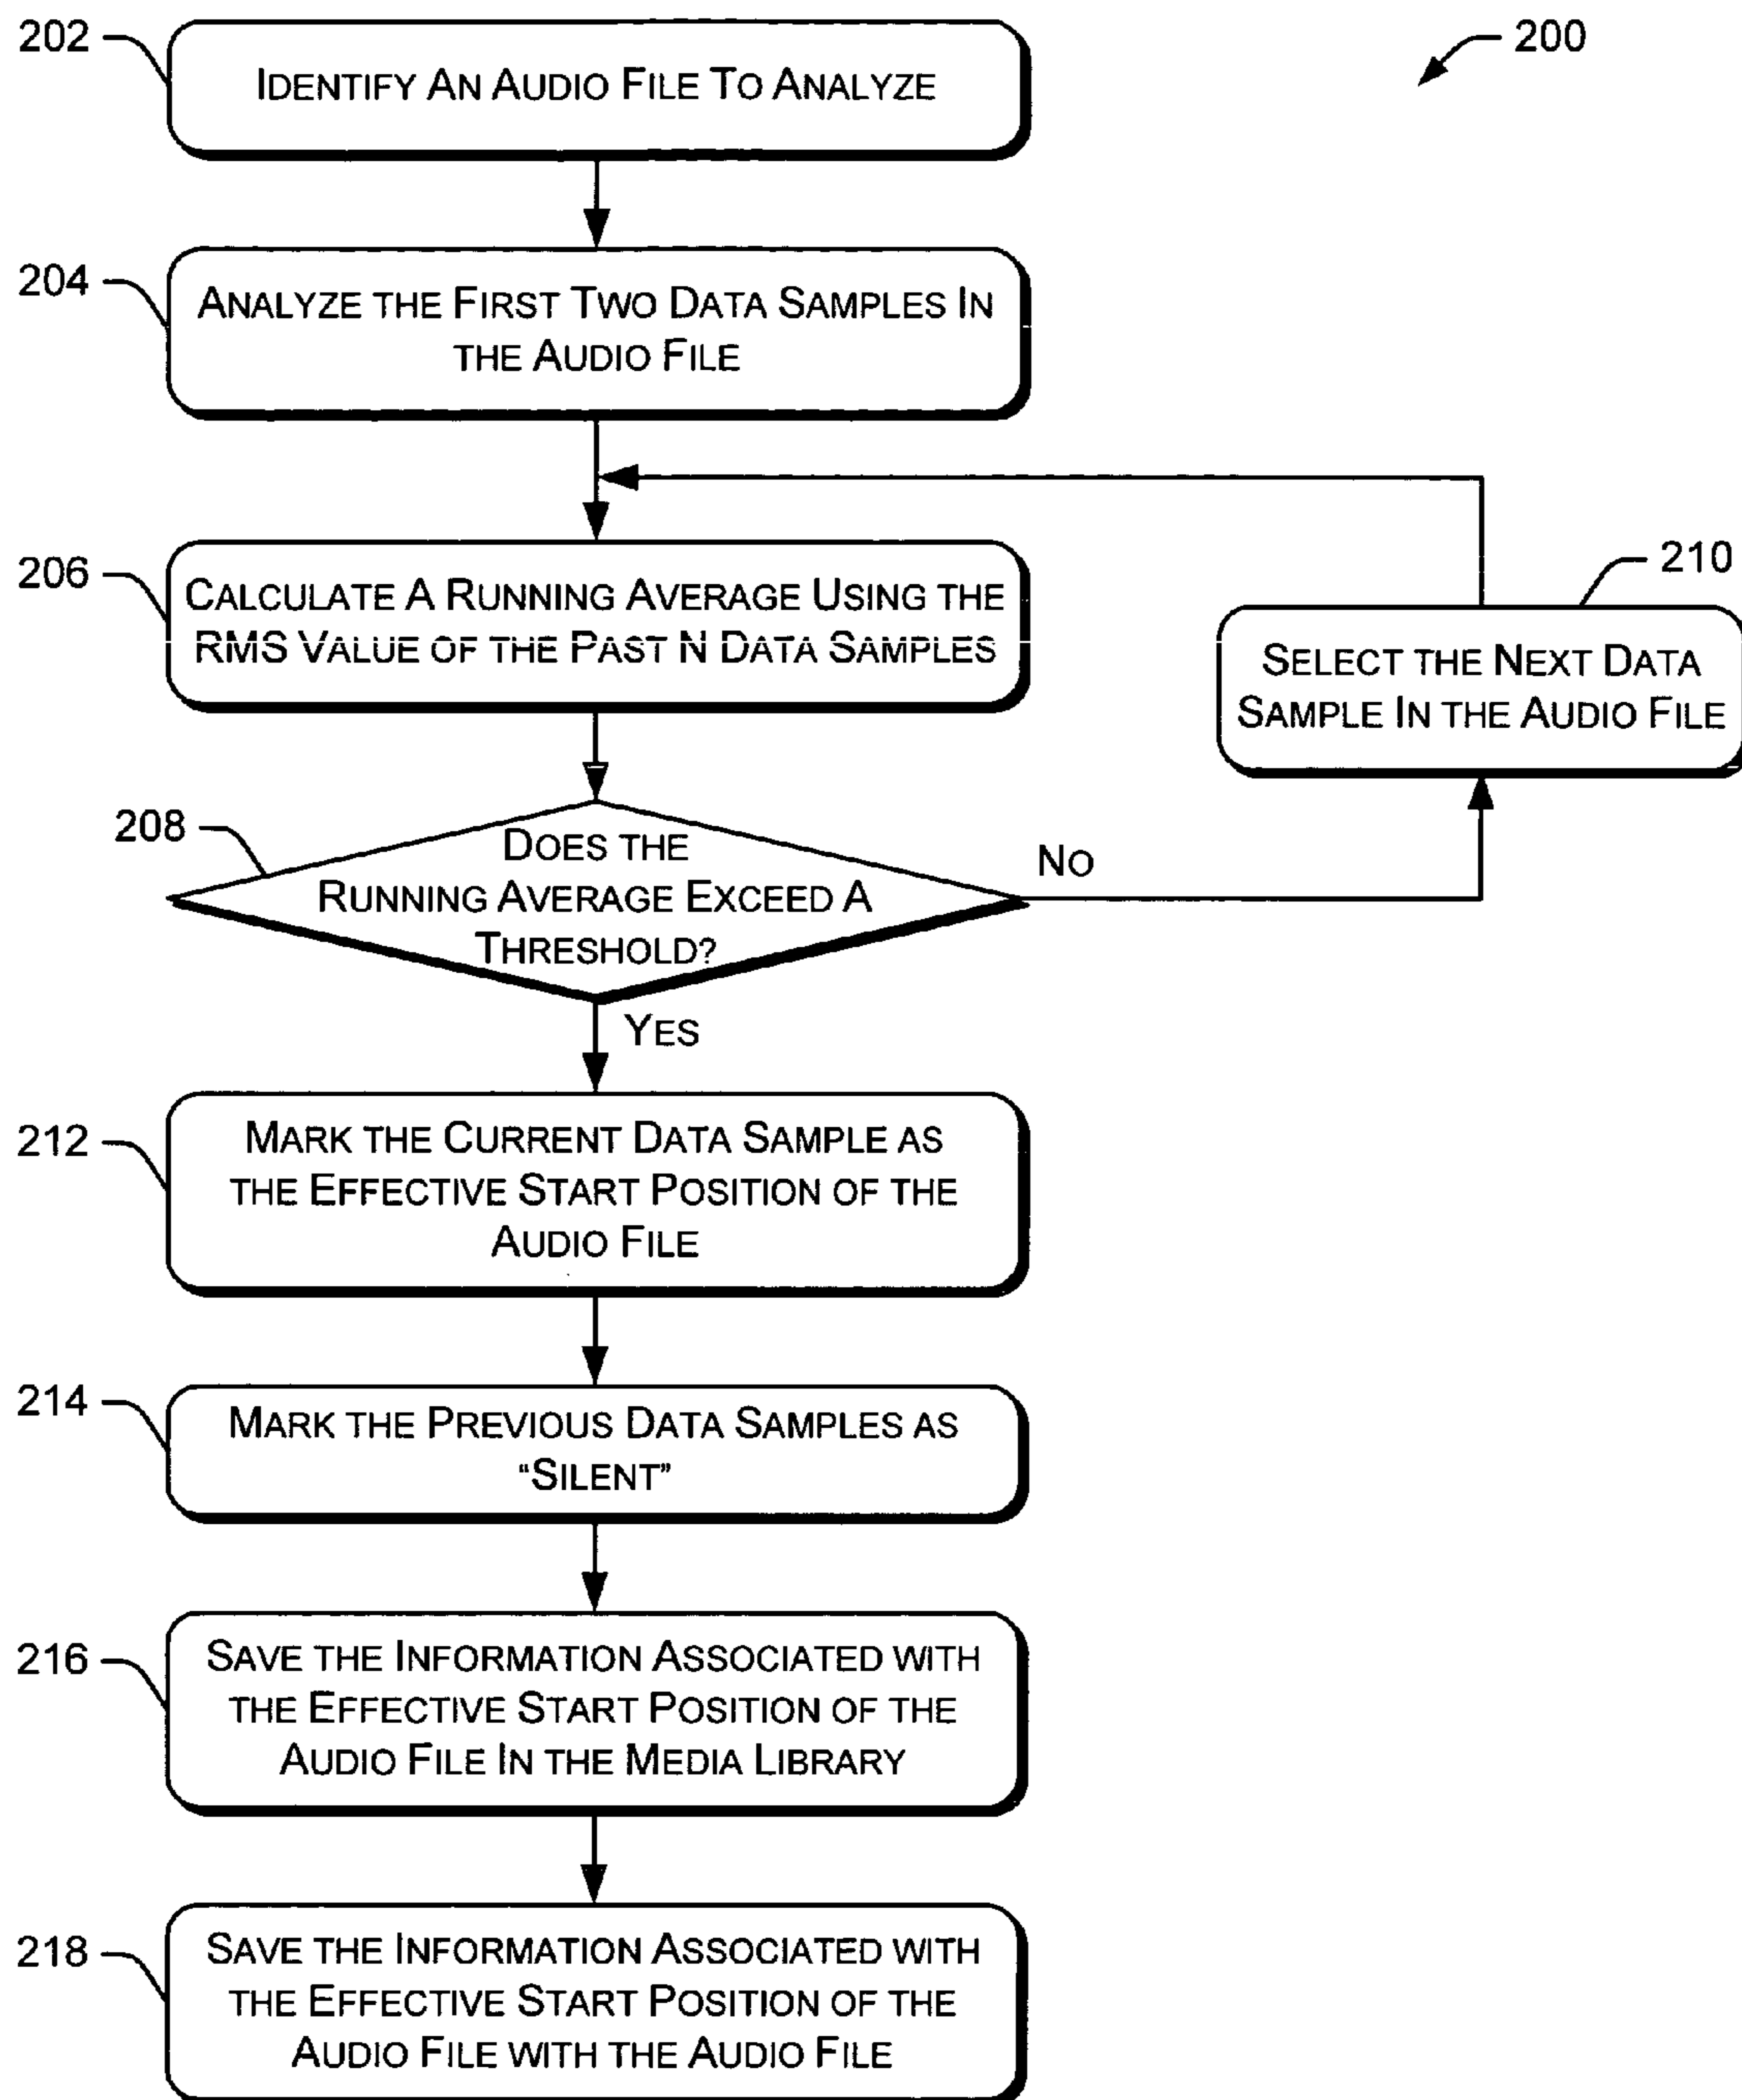 202
200
IDENTIFY AN AUDIO FILE TO ANALYZE
204
ANALYZE THE FIRST TWO DATA SAMPLES IN
THE AUDIO FILE
206
CALCULATE A RUNNING AVERAGE USING THE
RMS VALUE OF THE PAST N DATA SAMPLES
210
SELECT THE NEXT DATA
SAMPLE IN THE AUDIO FILE
208
DOES THE
RUNNING AVERAGE EXCEED A
THRESHOLD?
NO
YES
212
MARK THE CURRENT DATA SAMPLE AS
THE EFFECTIVE START POSITION OF THE
AUDIO FILE
214
MARK THE PREVIOUS DATA SAMPLES AS
“SILENT”
216
SAVE THE INFORMATION ASSOCIATED WITH
THE EFFECTIVE START POSITION OF THE
AUDIO FILE IN THE MEDIA LIBRARY
218
SAVE THE INFORMATION ASSOCIATED WITH
THE EFFECTIVE START POSITION OF THE
AUDIO FILE WITH THE AUDIO FILE